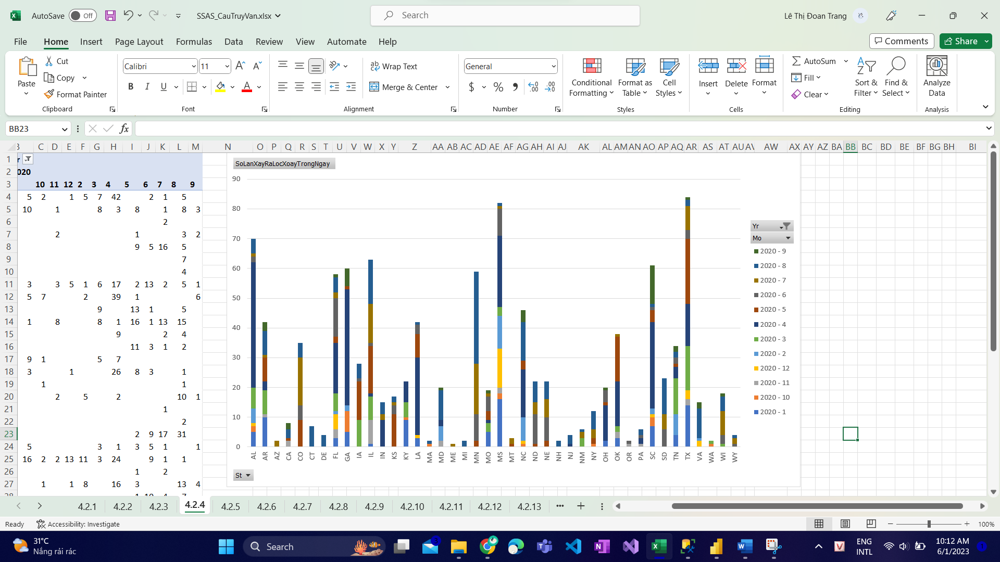 AutoSave Off SSAS_CauTruyVan.xlsx Search Lê Thị Đoan Trang
File Home Insert Page Layout Formulas Data Review View Automate Help Comments Share
Paste Cut Copy Format Painter Clipboard
Calibri 11 B I U A Font
Wrap Text Merge & Center Alignment
General $ % Number
Conditional Formatting Format as Table Cell Styles Styles
Insert Delete Format Cells
AutoSum Fill Clear Sort & Filter Find & Select Editing
Analyze Data Analysis
BB23 fx
B C D E F G H I J K L M N O P Q R S T U V W X Y Z AA AB AC AD AE AF AG AH AI AJ AK AL AM AN AO AP AQ AR AS AT AU AV AW AX AY AZ BA BB BC BD BE BF BG BH BI
1 r
2 020
3 10 11 12 2 3 4 5 6 7 8 9
4 5 2 1 5 7 42 2 1 5
5 10 1 8 3 8 1 8 3
6 2
7 2 1 3 2
8 9 5 16 5
9 7
10 4
11 3 3 5 1 6 17 2 13 2 5 1
12 5 7 2 39 1 6
13 9 13 1 5
14 1 8 8 1 16 1 13 15
15 9 2 4
16 11 3 1 2
17 9 1 5 7
18 3 1 26 8 3 1
19 1 1
20 2 5 2 10 1
21 1
22 2
23 2 9 17 31
24 5 3 1 3 5 1 1
25 16 2 2 13 11 3 24 9 1 1
26 1 2
27 1 1 8 16 3 13 4
28 1 10 4 7
SoLanXayRaLocXoayTrongNgay
90
80
70
60
50
40
30
20
10
0
AL AR AZ CA CO CT DE FL GA IA IL IN KS KY LA MA MD ME MI MN MO MS MT NC ND NE NH NJ NM NY OH OK OR PA SC SD TN TX VA WA WI WY
St
Yr
Mo
2020 - 9
2020 - 8
2020 - 7
2020 - 6
2020 - 5
2020 - 4
2020 - 3
2020 - 2
2020 - 12
2020 - 11
2020 - 10
2020 - 1
4.2.1 4.2.2 4.2.3 4.2.4 4.2.5 4.2.6 4.2.7 4.2.8 4.2.9 4.2.10 4.2.11 4.2.12 4.2.13
Ready Accessibility: Investigate 100%
31°C
Nắng rải rác
Search
ENG
INTL
10:12 AM
6/1/2023